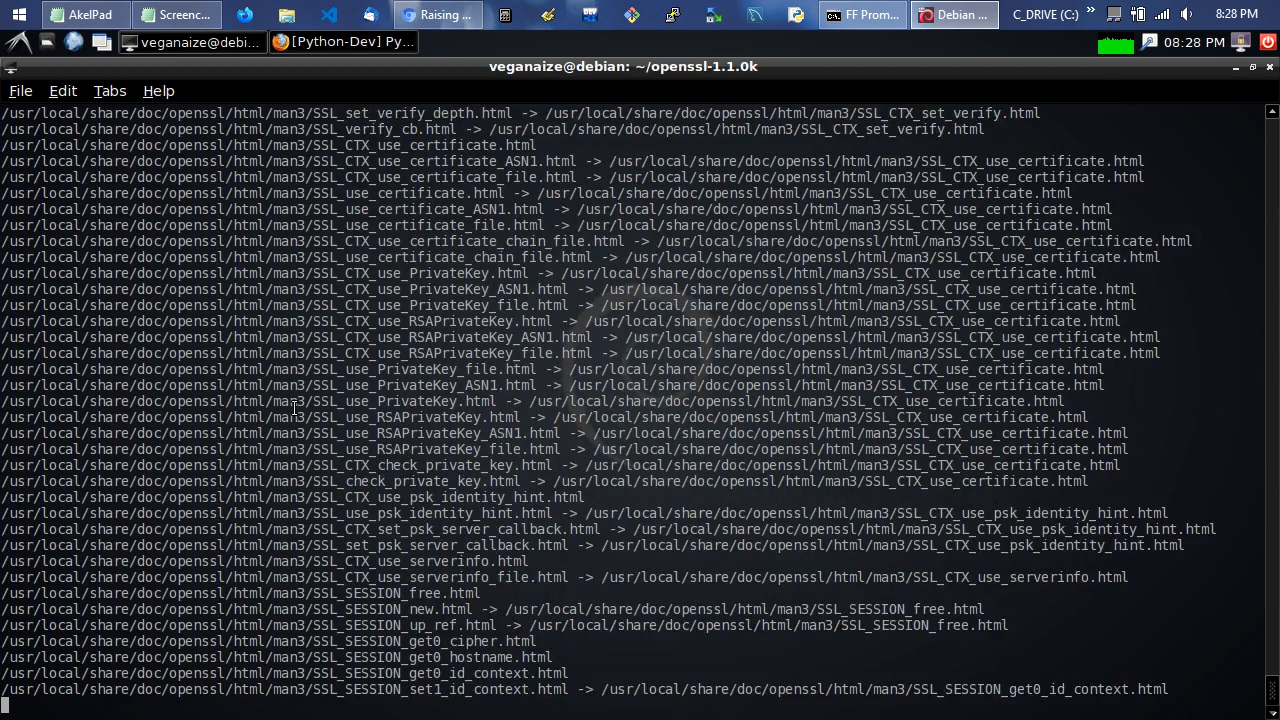 AkelPad
Screenc...
Raising ...
FF Prom...
Debian ...
C_DRIVE (C:)
8:28 PM
veganaize@debi...
[Python-Dev] Py...
08:28 PM
veganaize@debian: ~/openssl-1.1.0k
File Edit Tabs Help
/usr/local/share/doc/openssl/html/man3/SSL_set_verify_depth.html -> /usr/local/share/doc/openssl/html/man3/SSL_CTX_set_verify.html
/usr/local/share/doc/openssl/html/man3/SSL_verify_cb.html -> /usr/local/share/doc/openssl/html/man3/SSL_CTX_set_verify.html
/usr/local/share/doc/openssl/html/man3/SSL_CTX_use_certificate.html
/usr/local/share/doc/openssl/html/man3/SSL_CTX_use_certificate_ASN1.html -> /usr/local/share/doc/openssl/html/man3/SSL_CTX_use_certificate.html
/usr/local/share/doc/openssl/html/man3/SSL_CTX_use_certificate_file.html -> /usr/local/share/doc/openssl/html/man3/SSL_CTX_use_certificate.html
/usr/local/share/doc/openssl/html/man3/SSL_use_certificate.html -> /usr/local/share/doc/openssl/html/man3/SSL_CTX_use_certificate.html
/usr/local/share/doc/openssl/html/man3/SSL_use_certificate_ASN1.html -> /usr/local/share/doc/openssl/html/man3/SSL_CTX_use_certificate.html
/usr/local/share/doc/openssl/html/man3/SSL_use_certificate_file.html -> /usr/local/share/doc/openssl/html/man3/SSL_CTX_use_certificate.html
/usr/local/share/doc/openssl/html/man3/SSL_CTX_use_certificate_chain_file.html -> /usr/local/share/doc/openssl/html/man3/SSL_CTX_use_certificate.html
/usr/local/share/doc/openssl/html/man3/SSL_use_certificate_chain_file.html -> /usr/local/share/doc/openssl/html/man3/SSL_CTX_use_certificate.html
/usr/local/share/doc/openssl/html/man3/SSL_CTX_use_PrivateKey.html -> /usr/local/share/doc/openssl/html/man3/SSL_CTX_use_certificate.html
/usr/local/share/doc/openssl/html/man3/SSL_CTX_use_PrivateKey_ASN1.html -> /usr/local/share/doc/openssl/html/man3/SSL_CTX_use_certificate.html
/usr/local/share/doc/openssl/html/man3/SSL_CTX_use_PrivateKey_file.html -> /usr/local/share/doc/openssl/html/man3/SSL_CTX_use_certificate.html
/usr/local/share/doc/openssl/html/man3/SSL_CTX_use_RSAPrivateKey.html -> /usr/local/share/doc/openssl/html/man3/SSL_CTX_use_certificate.html
/usr/local/share/doc/openssl/html/man3/SSL_CTX_use_RSAPrivateKey_ASN1.html -> /usr/local/share/doc/openssl/html/man3/SSL_CTX_use_certificate.html
/usr/local/share/doc/openssl/html/man3/SSL_CTX_use_RSAPrivateKey_file.html -> /usr/local/share/doc/openssl/html/man3/SSL_CTX_use_certificate.html
/usr/local/share/doc/openssl/html/man3/SSL_use_PrivateKey_file.html -> /usr/local/share/doc/openssl/html/man3/SSL_CTX_use_certificate.html
/usr/local/share/doc/openssl/html/man3/SSL_use_PrivateKey_ASN1.html -> /usr/local/share/doc/openssl/html/man3/SSL_CTX_use_certificate.html
/usr/local/share/doc/openssl/html/man3/SSL_use_PrivateKey.html -> /usr/local/share/doc/openssl/html/man3/SSL_CTX_use_certificate.html
/usr/local/share/doc/openssl/html/man3/SSL_use_RSAPrivateKey.html -> /usr/local/share/doc/openssl/html/man3/SSL_CTX_use_certificate.html
/usr/local/share/doc/openssl/html/man3/SSL_use_RSAPrivateKey_ASN1.html -> /usr/local/share/doc/openssl/html/man3/SSL_CTX_use_certificate.html
/usr/local/share/doc/openssl/html/man3/SSL_use_RSAPrivateKey_file.html -> /usr/local/share/doc/openssl/html/man3/SSL_CTX_use_certificate.html
/usr/local/share/doc/openssl/html/man3/SSL_CTX_check_private_key.html -> /usr/local/share/doc/openssl/html/man3/SSL_CTX_use_certificate.html
/usr/local/share/doc/openssl/html/man3/SSL_check_private_key.html -> /usr/local/share/doc/openssl/html/man3/SSL_CTX_use_certificate.html
/usr/local/share/doc/openssl/html/man3/SSL_CTX_use_psk_identity_hint.html
/usr/local/share/doc/openssl/html/man3/SSL_use_psk_identity_hint.html -> /usr/local/share/doc/openssl/html/man3/SSL_CTX_use_psk_identity_hint.html
/usr/local/share/doc/openssl/html/man3/SSL_CTX_set_psk_server_callback.html -> /usr/local/share/doc/openssl/html/man3/SSL_CTX_use_psk_identity_hint.html
/usr/local/share/doc/openssl/html/man3/SSL_set_psk_server_callback.html -> /usr/local/share/doc/openssl/html/man3/SSL_CTX_use_psk_identity_hint.html
/usr/local/share/doc/openssl/html/man3/SSL_CTX_use_serverinfo.html
/usr/local/share/doc/openssl/html/man3/SSL_CTX_use_serverinfo_file.html -> /usr/local/share/doc/openssl/html/man3/SSL_CTX_use_serverinfo.html
/usr/local/share/doc/openssl/html/man3/SSL_SESSION_free.html
/usr/local/share/doc/openssl/html/man3/SSL_SESSION_new.html -> /usr/local/share/doc/openssl/html/man3/SSL_SESSION_free.html
/usr/local/share/doc/openssl/html/man3/SSL_SESSION_up_ref.html -> /usr/local/share/doc/openssl/html/man3/SSL_SESSION_free.html
/usr/local/share/doc/openssl/html/man3/SSL_SESSION_get0_cipher.html
/usr/local/share/doc/openssl/html/man3/SSL_SESSION_get0_hostname.html
/usr/local/share/doc/openssl/html/man3/SSL_SESSION_get0_id_context.html
/usr/local/share/doc/openssl/html/man3/SSL_SESSION_set1_id_context.html -> /usr/local/share/doc/openssl/html/man3/SSL_SESSION_get0_id_context.html